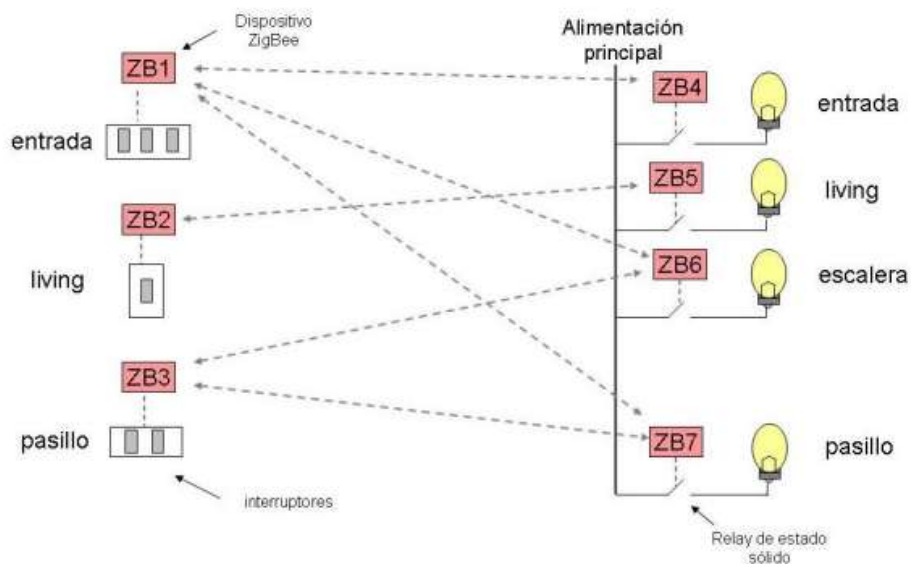 Dispositivo
ZigBee
Alimentación
principal
ZB1
ZB4
entrada
entrada
ZB2
ZB5
living
living
ZB6
escalera
ZB3
ZB7
pasillo
pasillo
interruptores
Relay de estado
sólido